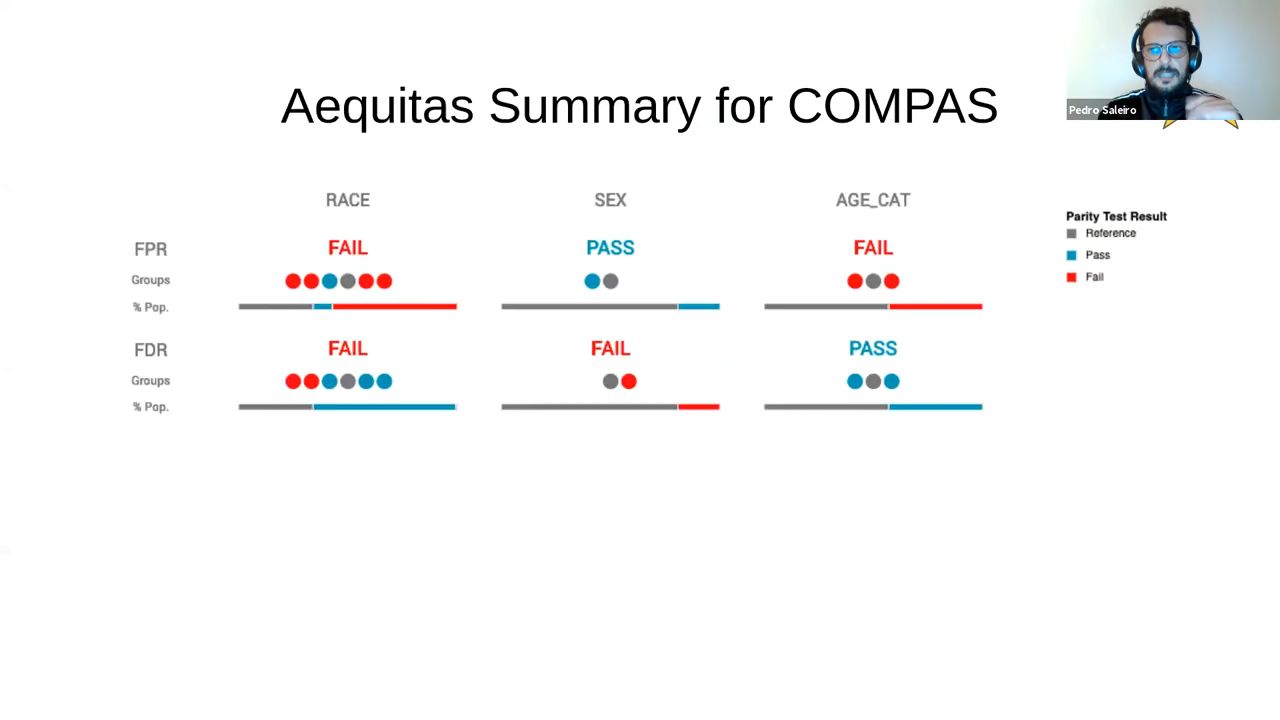 Aequitas Summary for COMPAS
Pedro Saleiro
RACE SEX AGE_CAT
FPR FAIL PASS FAIL
Groups
% Pop.
FDR FAIL FAIL PASS
Groups
% Pop.
Parity Test Result
Reference
Pass
Fail